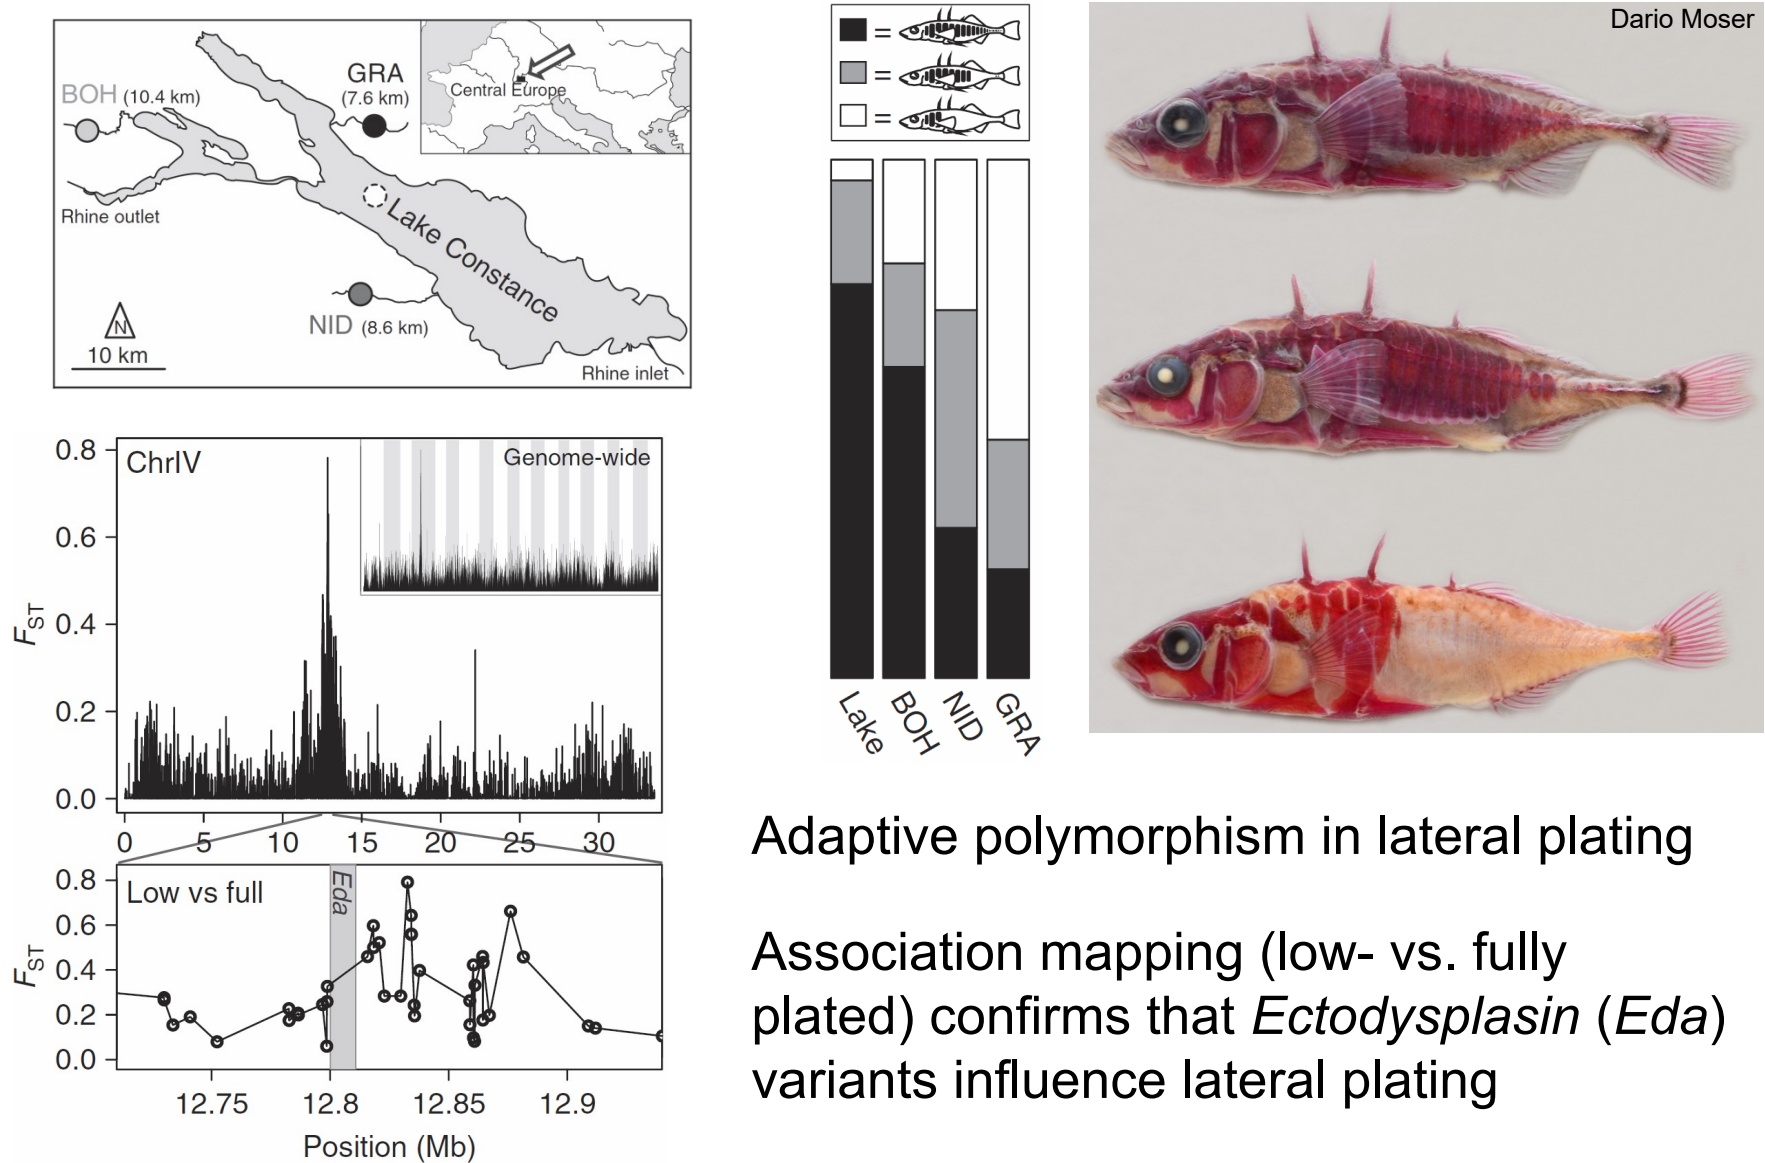 BOH (10.4 km)
GRA
(7.6 km)
Central Europe
Rhine outlet
Lake Constance
NID (8.6 km)
N
10 km
Rhine inlet
=
=
=
Lake
BOH
NID
GRA
Dario Moser
ChrIV
Genome-wide
FST
0.8
0.6
0.4
0.2
0.0
0 5 10 15 20 25 30
Low vs full
Eda
FST
0.8
0.6
0.4
0.2
0.0
12.75 12.8 12.85 12.9
Position (Mb)
Adaptive polymorphism in lateral plating
Association mapping (low- vs. fully
plated) confirms that Ectodysplasin (Eda)
variants influence lateral plating